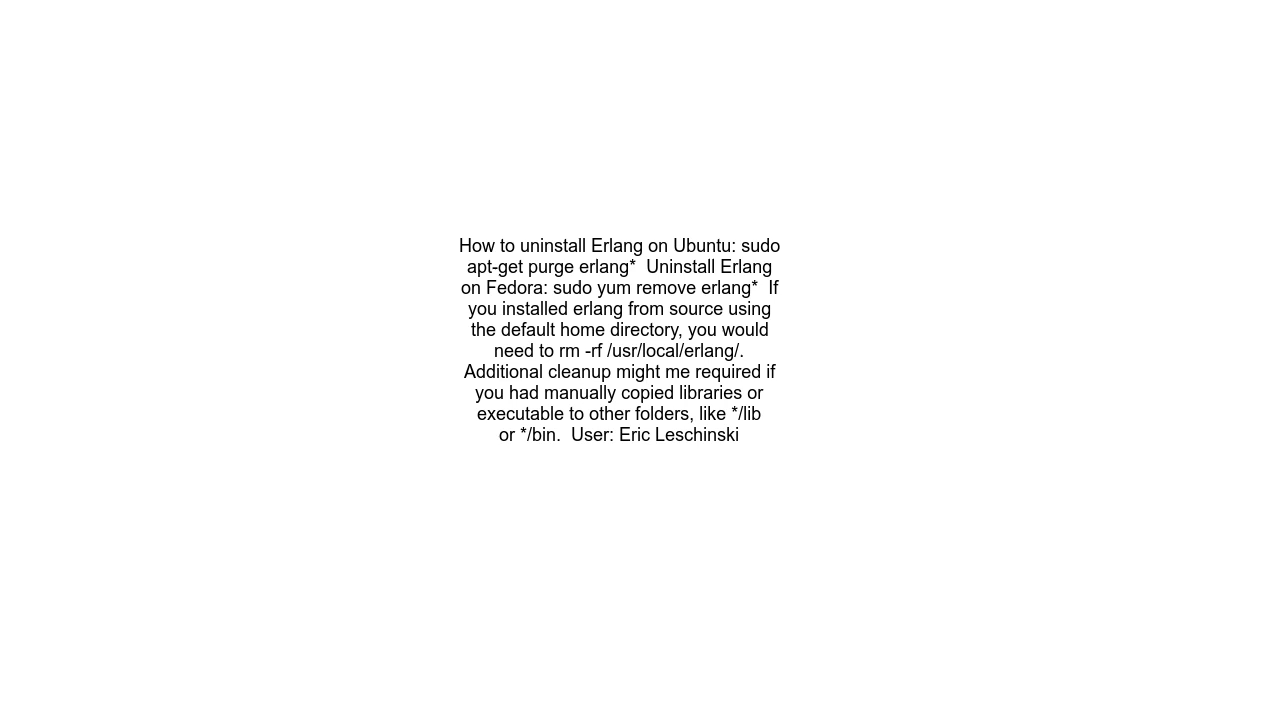 How to uninstall Erlang on Ubuntu: sudo
apt-get purge erlang*  Uninstall Erlang
on Fedora: sudo yum remove erlang*  If
you installed erlang from source using
the default home directory, you would
need to rm -rf /usr/local/erlang/.
Additional cleanup might me required if
you had manually copied libraries or
executable to other folders, like */lib
or */bin.  User: Eric Leschinski